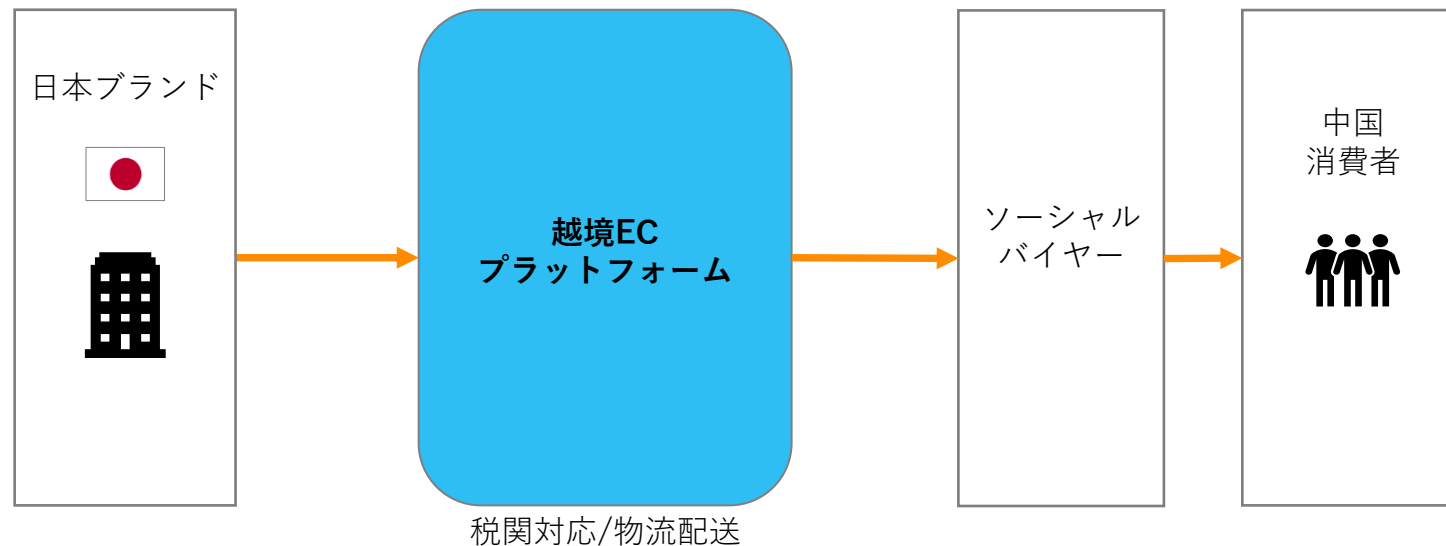 日本ブランド
越境EC
プラットフォーム
税関対応/物流配送
ソーシャル
バイヤー
中国
消費者